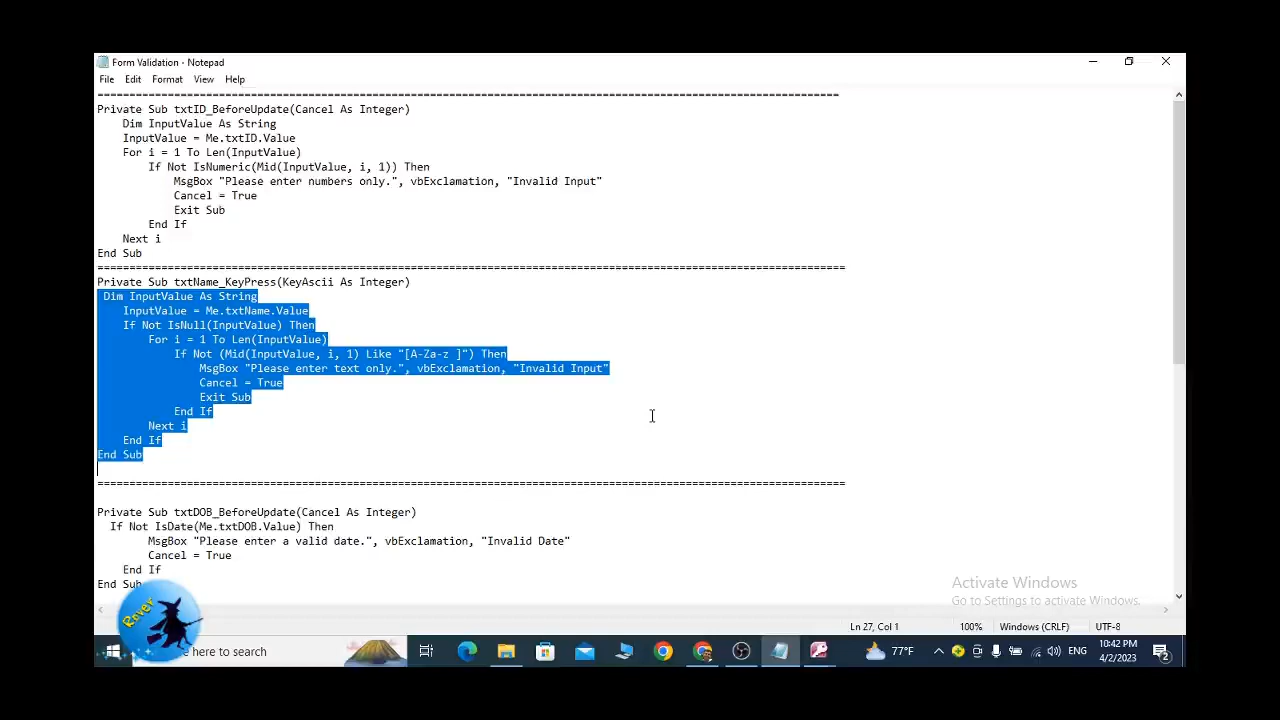 Form Validation - Notepad
File Edit Format View Help
====================================================================================================================
Private Sub txtID_BeforeUpdate(Cancel As Integer)
    Dim InputValue As String
    InputValue = Me.txtID.Value
    For i = 1 To Len(InputValue)
        If Not IsNumeric(Mid(InputValue, i, 1)) Then
            MsgBox "Please enter numbers only.", vbExclamation, "Invalid Input"
            Cancel = True
            Exit Sub
        End If
    Next i
End Sub
=====================================================================================================================
Private Sub txtName_KeyPress(KeyAscii As Integer)
 Dim InputValue As String
    InputValue = Me.txtName.Value
    If Not IsNull(InputValue) Then
        For i = 1 To Len(InputValue)
            If Not (Mid(InputValue, i, 1) Like "[A-Za-z ]") Then
                MsgBox "Please enter text only.", vbExclamation, "Invalid Input"
                Cancel = True
                Exit Sub
            End If
        Next i
    End If
End Sub
=====================================================================================================================
Private Sub txtDOB_BeforeUpdate(Cancel As Integer)
  If Not IsDate(Me.txtDOB.Value) Then
        MsgBox "Please enter a valid date.", vbExclamation, "Invalid Date"
        Cancel = True
    End If
End Sub
Activate Windows
Go to Settings to activate Windows.
Rover
Ln 27, Col 1 100% Windows (CRLF) UTF-8
here to search
77°F ENG
10:42 PM
4/2/2023
2